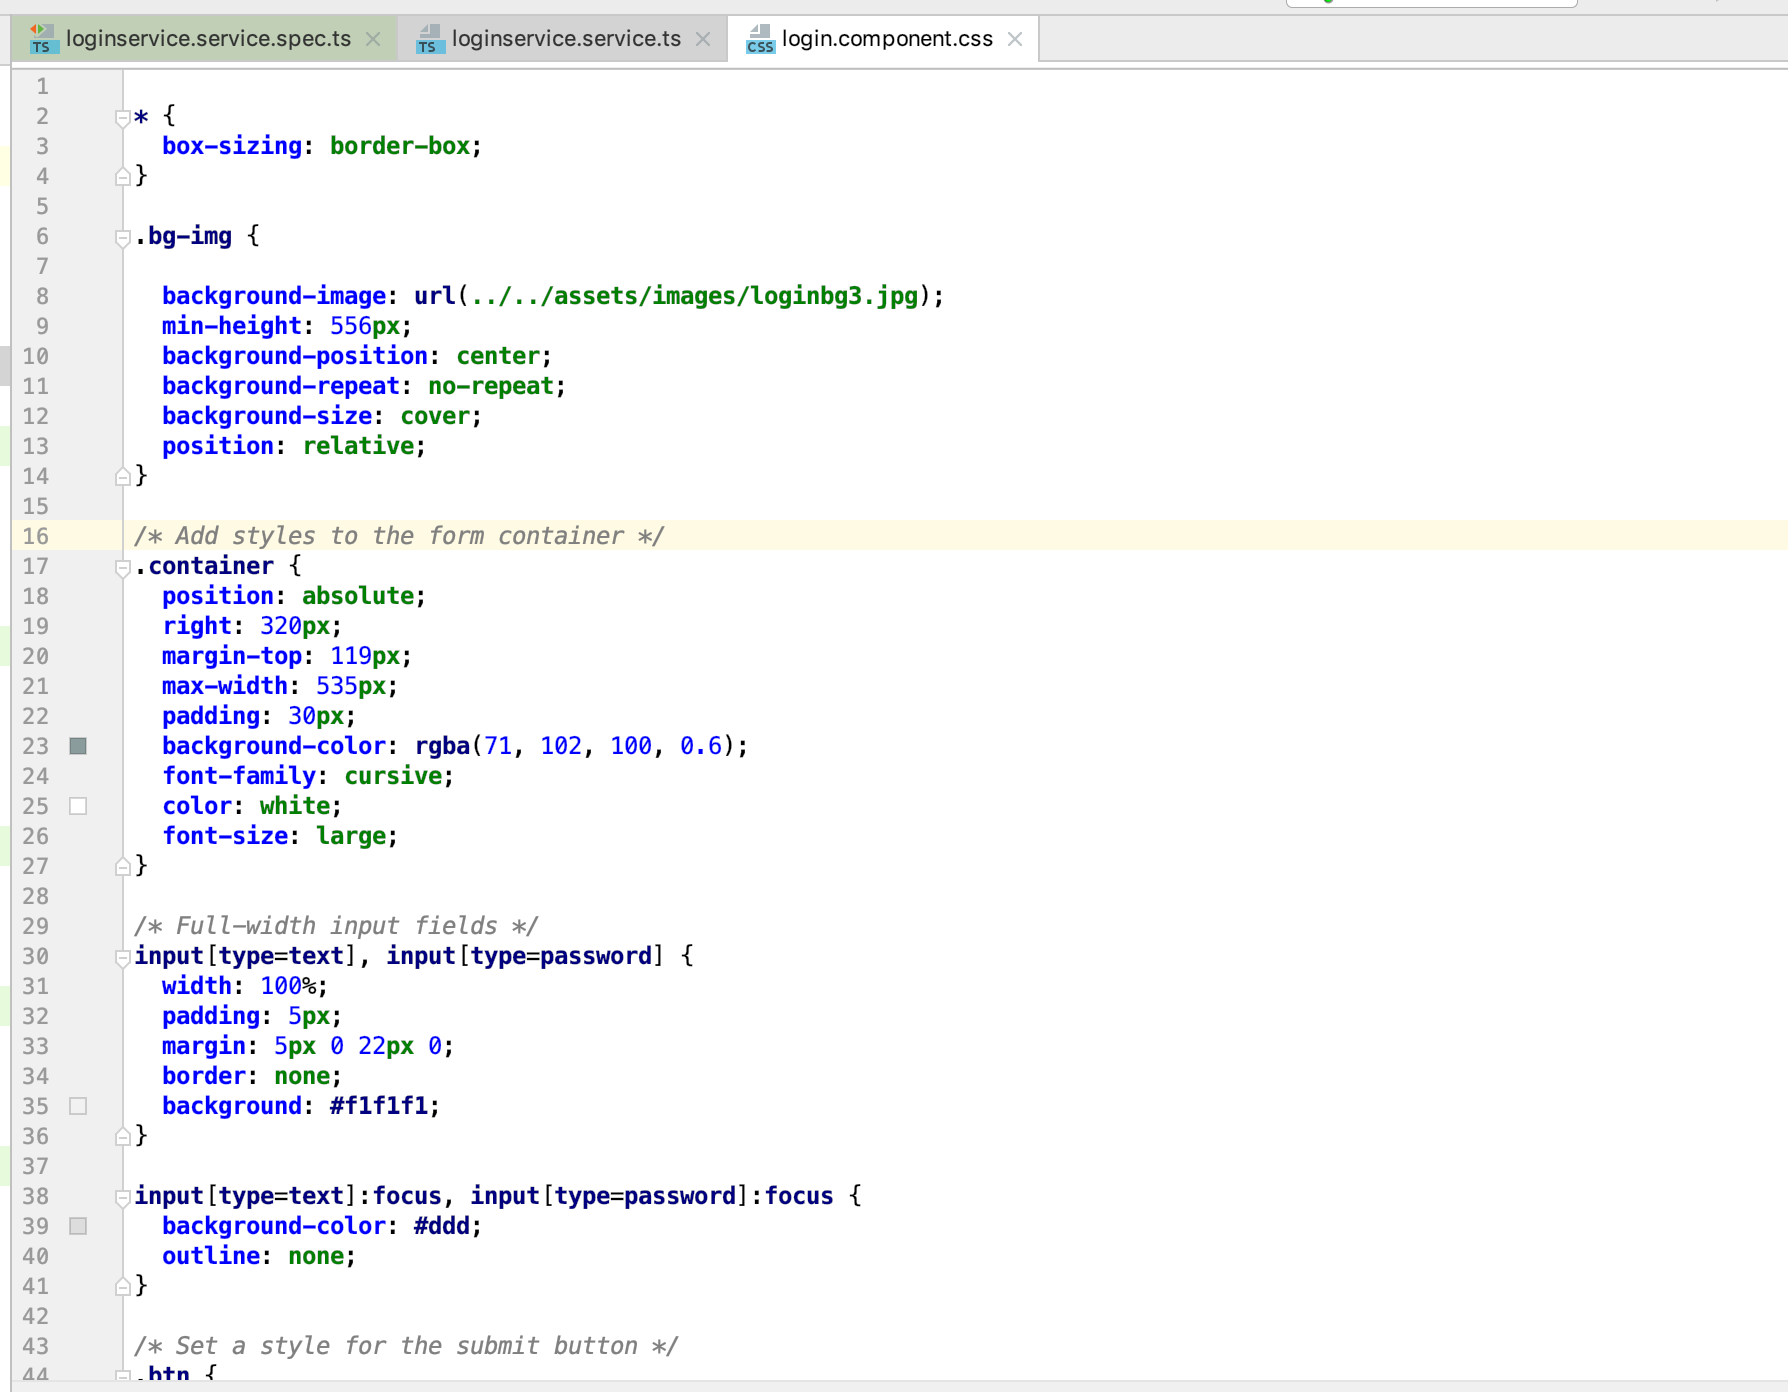 TS loginservice.service.spec.ts
TS loginservice.service.ts
CSS login.component.css
1
2 * {
3   box-sizing: border-box;
4 }
5
6 .bg-img {
7
8   background-image: url(../../assets/images/loginbg3.jpg);
9   min-height: 556px;
10   background-position: center;
11   background-repeat: no-repeat;
12   background-size: cover;
13   position: relative;
14 }
15
16 /* Add styles to the form container */
17 .container {
18   position: absolute;
19   right: 320px;
20   margin-top: 119px;
21   max-width: 535px;
22   padding: 30px;
23   background-color: rgba(71, 102, 100, 0.6);
24   font-family: cursive;
25   color: white;
26   font-size: large;
27 }
28
29 /* Full-width input fields */
30 input[type=text], input[type=password] {
31   width: 100%;
32   padding: 5px;
33   margin: 5px 0 22px 0;
34   border: none;
35   background: #f1f1f1;
36 }
37
38 input[type=text]:focus, input[type=password]:focus {
39   background-color: #ddd;
40   outline: none;
41 }
42
43 /* Set a style for the submit button */
44 .btn {